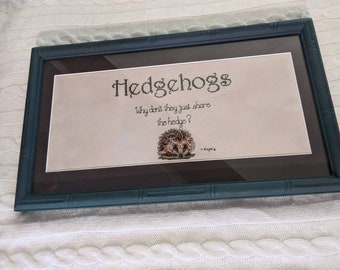 Hedgehogs
Why don't they just share
the hedge?